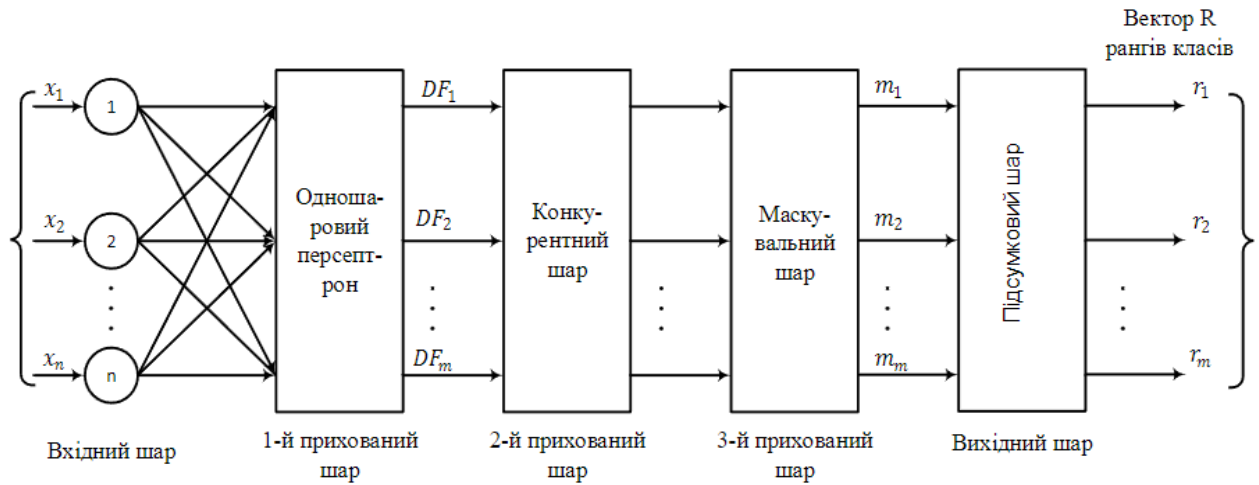 Вектор R
рангів класів
x₁
1
DF₁
m₁
r₁
Одноша-
ровий
персепт-
рон
Конку-
рентний
шар
Маску-
вальний
шар
Підсумковий шар
x₂
2
DF₂
m₂
r₂
xₙ
n
DFₘ
mₘ
rₘ
Вхідний шар
1-й прихований
шар
2-й прихований
шар
3-й прихований
шар
Вихідний шар